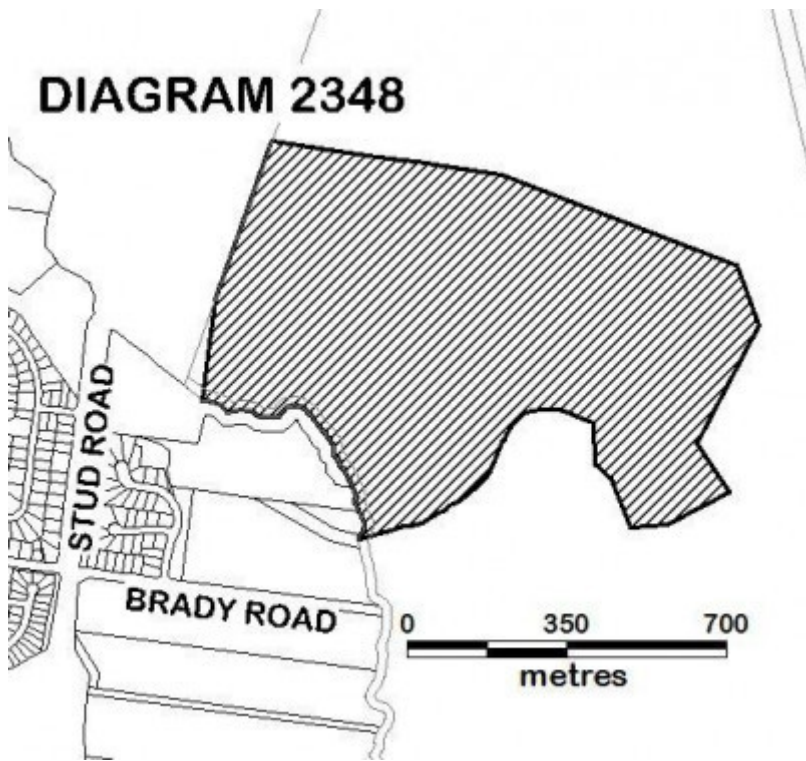 DIAGRAM 2348
STUD ROAD
BRADY ROAD
0 350 700
metres